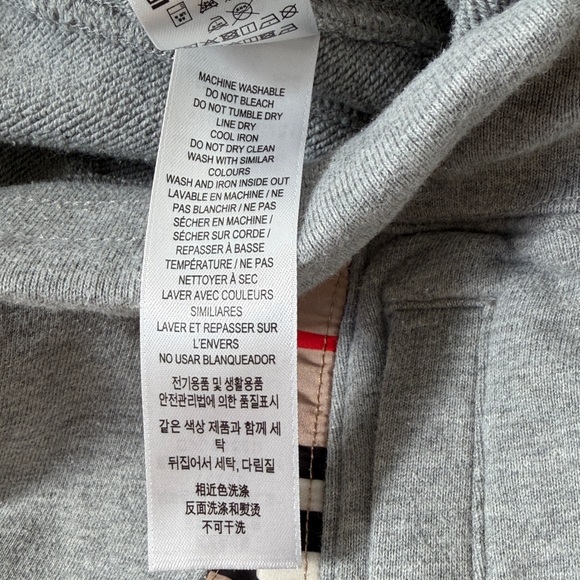 MACHINE WASHABLE
DO NOT BLEACH
DO NOT TUMBLE DRY
LINE DRY
COOL IRON
DO NOT DRY CLEAN
WASH WITH SIMILAR
COLOURS
WASH AND IRON INSIDE OUT
LAVABLE EN MACHINE / NE
PAS BLANCHIR / NE PAS
SÉCHER EN MACHINE /
SÉCHER SUR CORDE /
REPASSER À BASSE
TEMPÉRATURE / NE PAS
NETTOYER À SEC
LAVER AVEC COULEURS
SIMILIARES
LAVER ET REPASSER SUR
L'ENVERS
NO USAR BLANQUEADOR
전기용품 및 생활용품
안전관리법에 의한 품질표시
같은 색상 제품과 함께 세
탁
뒤집어서 세탁, 다림질
相近色洗涤
反面洗涤和熨烫
不可干洗